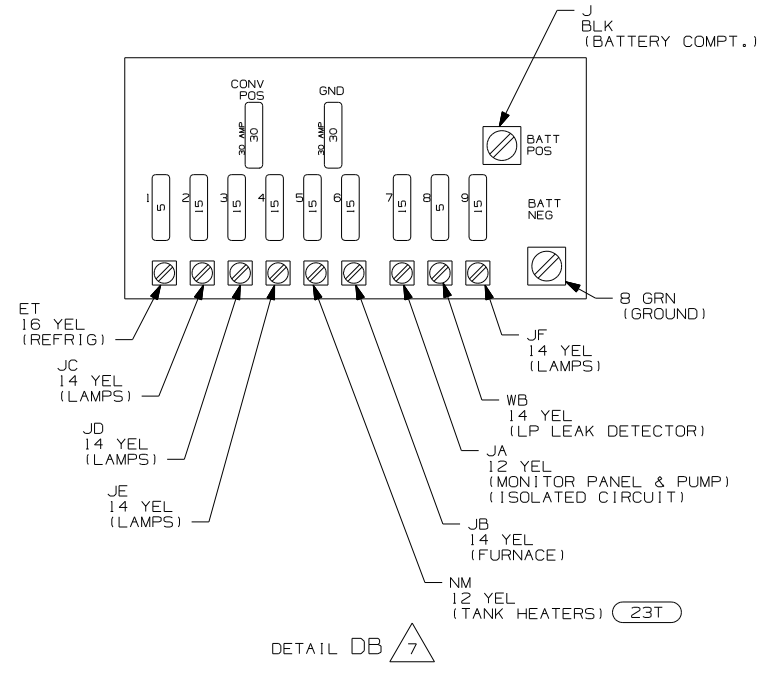 J
BLK
(BATTERY COMPT.)
CONV
POS
GND
30 AMP
30
30 AMP
30
BATT
POS
1
5
2
15
3
15
4
15
5
15
6
15
7
15
8
5
9
15
BATT
NEG
8 GRN
(GROUND)
ET
16 YEL
(REFRIG)
JF
14 YEL
(LAMPS)
JC
14 YEL
(LAMPS)
WB
14 YEL
(LP LEAK DETECTOR)
JD
14 YEL
(LAMPS)
JA
12 YEL
(MONITOR PANEL & PUMP)
(ISOLATED CIRCUIT)
JE
14 YEL
(LAMPS)
JB
14 YEL
(FURNACE)
NM
12 YEL
(TANK HEATERS) 23T
DETAIL DB 7